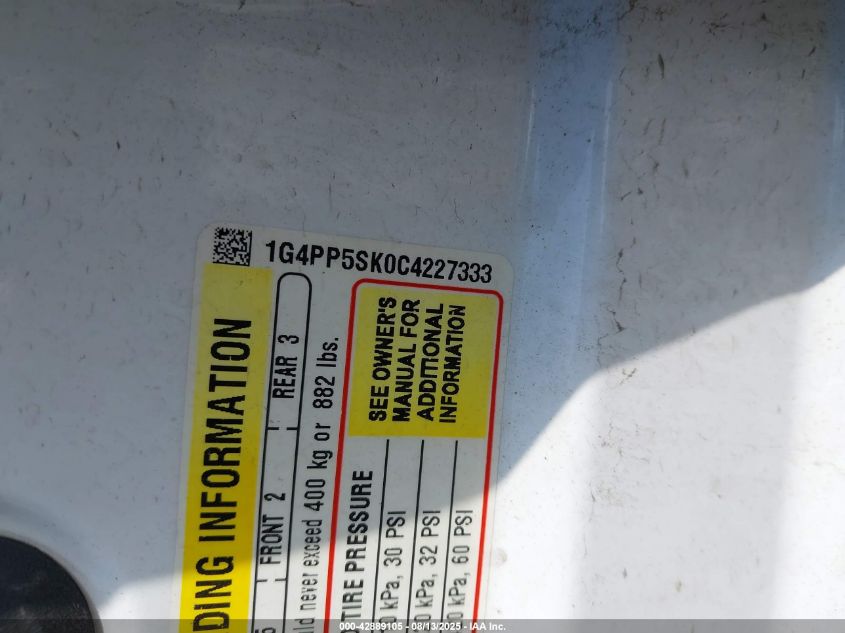 1G4PP5SK0C4227333
DING INFORMATION
FRONT 2 REAR 3
ld never exceed 400 kg or 882 lbs.
TIRE PRESSURE
kPa, 30 PSI
kPa, 32 PSI
kPa, 60 PSI
SEE OWNER'S
MANUAL FOR
ADDITIONAL
INFORMATION
000-42889105 - 08/13/2025 - IAA Inc.